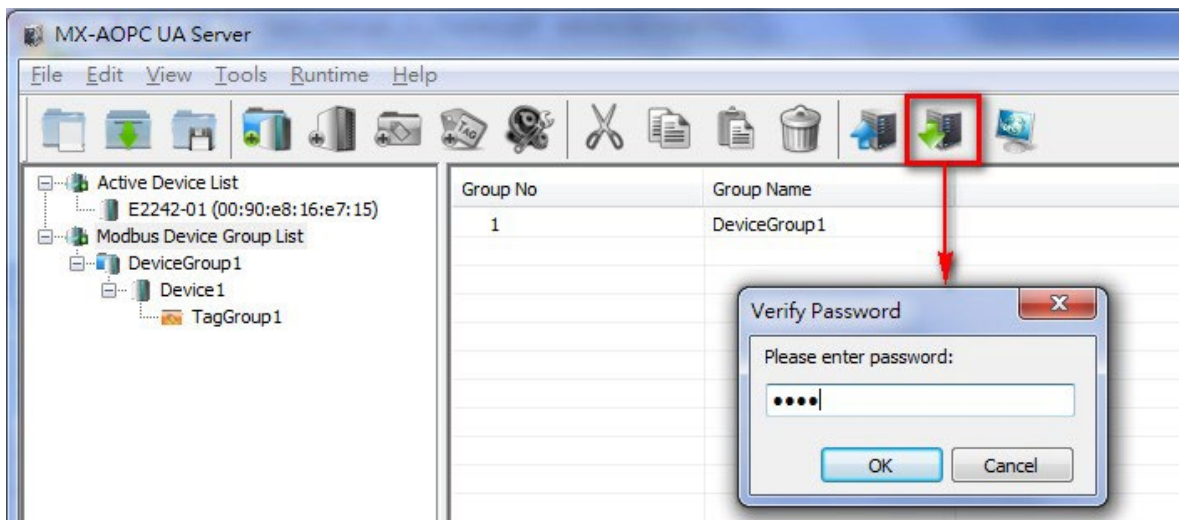 MX-AOPC UA Server
File Edit View Tools Runtime Help
TAG
Active Device List
E2242-01 (00:90:e8:16:e7:15)
Modbus Device Group List
DeviceGroup1
Device1
TagGroup1
Group No Group Name
1 DeviceGroup1
Verify Password
Please enter password:
••••
OK Cancel